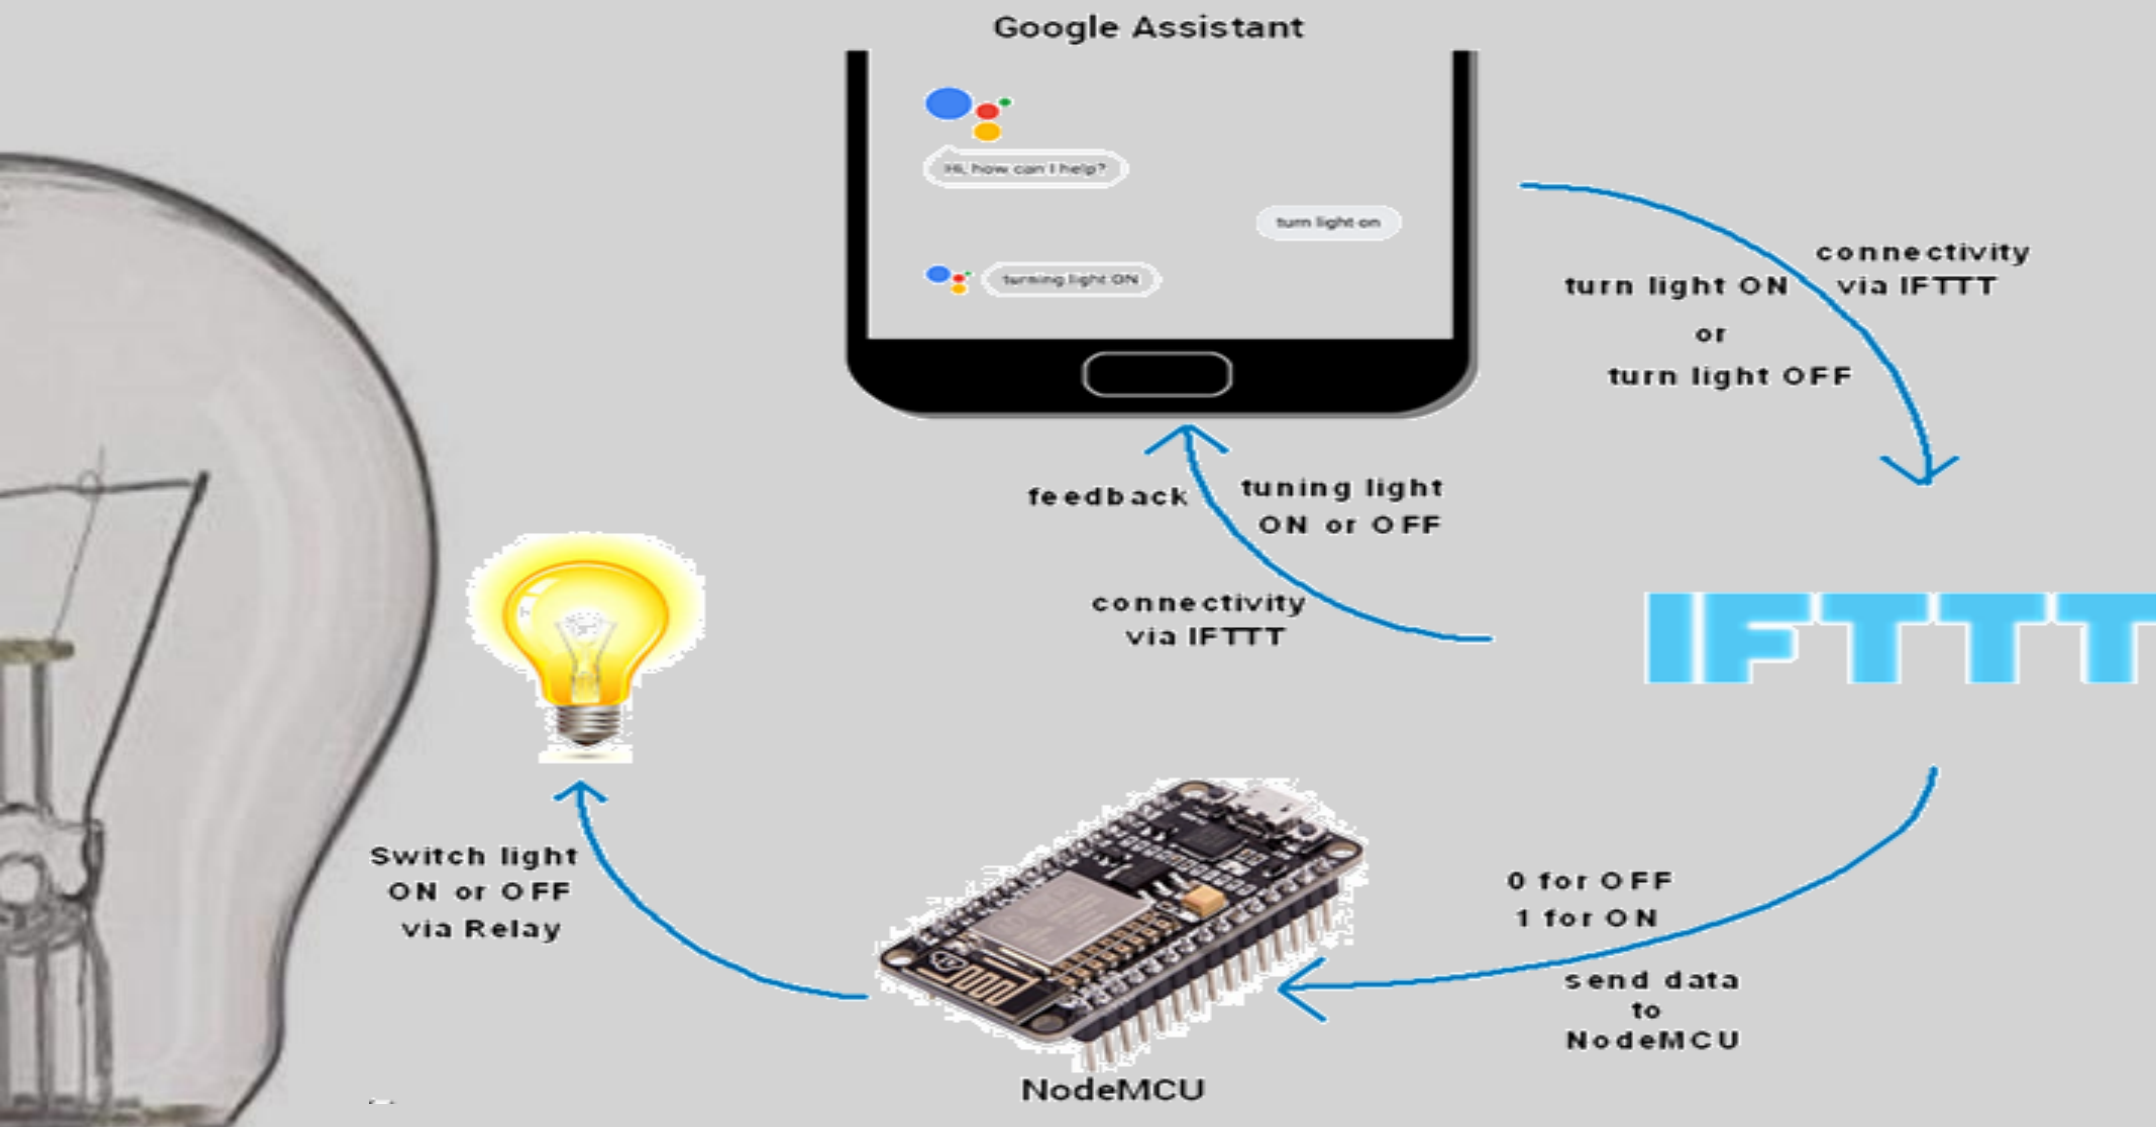 Google Assistant
Hi, how can I help?
turn light on
turning light ON
connectivity
via IFTTT
turn light ON
or
turn light OFF
feedback
tuning light
ON or OFF
connectivity
via IFTTT
IFTTT
Switch light
ON or OFF
via Relay
0 for OFF
1 for ON
send data
to
NodeMCU
NodeMCU